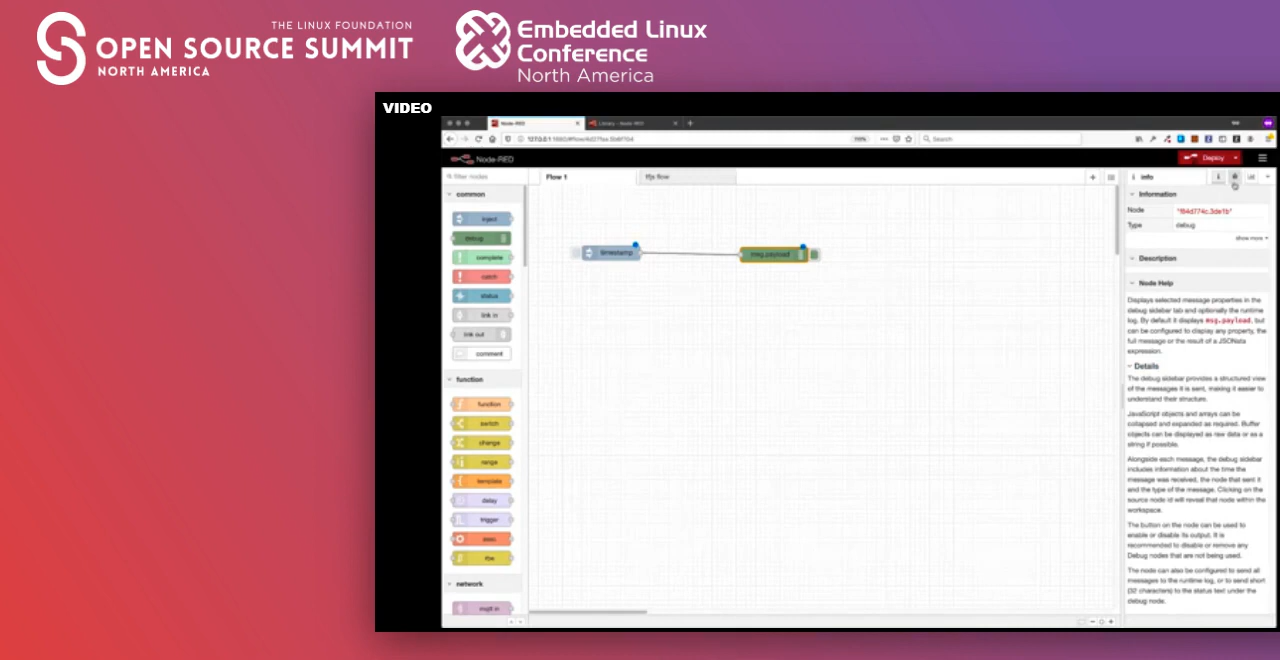 THE LINUX FOUNDATION
OPEN SOURCE SUMMIT
NORTH AMERICA
Embedded Linux
Conference
North America
VIDEO
Node-RED
Library - Node-RED
Search
Node-RED
Deploy
filter nodes
Flow 1
info
common
Information
inject
Node
debug
Type
debug
complete
show more
catch
timestamp
msg.payload
Description
status
Node Help
link in
Displays selected message properties in the
debug sidebar tab and optionally the runtime
log. By default it displays msg.payload, but
can be configured to display any property, the
full message or the result of a JSONata
expression.
link out
comment
Details
function
The debug sidebar provides a structured view
of the messages it is sent, making it easier to
understand their structure.
function
JavaScript objects and arrays can be
collapsed and expanded as required. Buffer
objects can be displayed as raw data or as a
string if possible.
switch
change
range
Alongside each message, the debug sidebar
includes information about the time the
message was received, the node that sent it
and the type of the message. Clicking on the
source node id will reveal that node within the
workspace.
template
delay
trigger
The button on the node can be used to
enable or disable its output. It is
recommended to disable or remove any
Debug nodes that are not being used.
network
The node can also be configured to send all
messages to the runtime log, or to send short
(32 characters) to the status text under the
debug node.
mqtt in